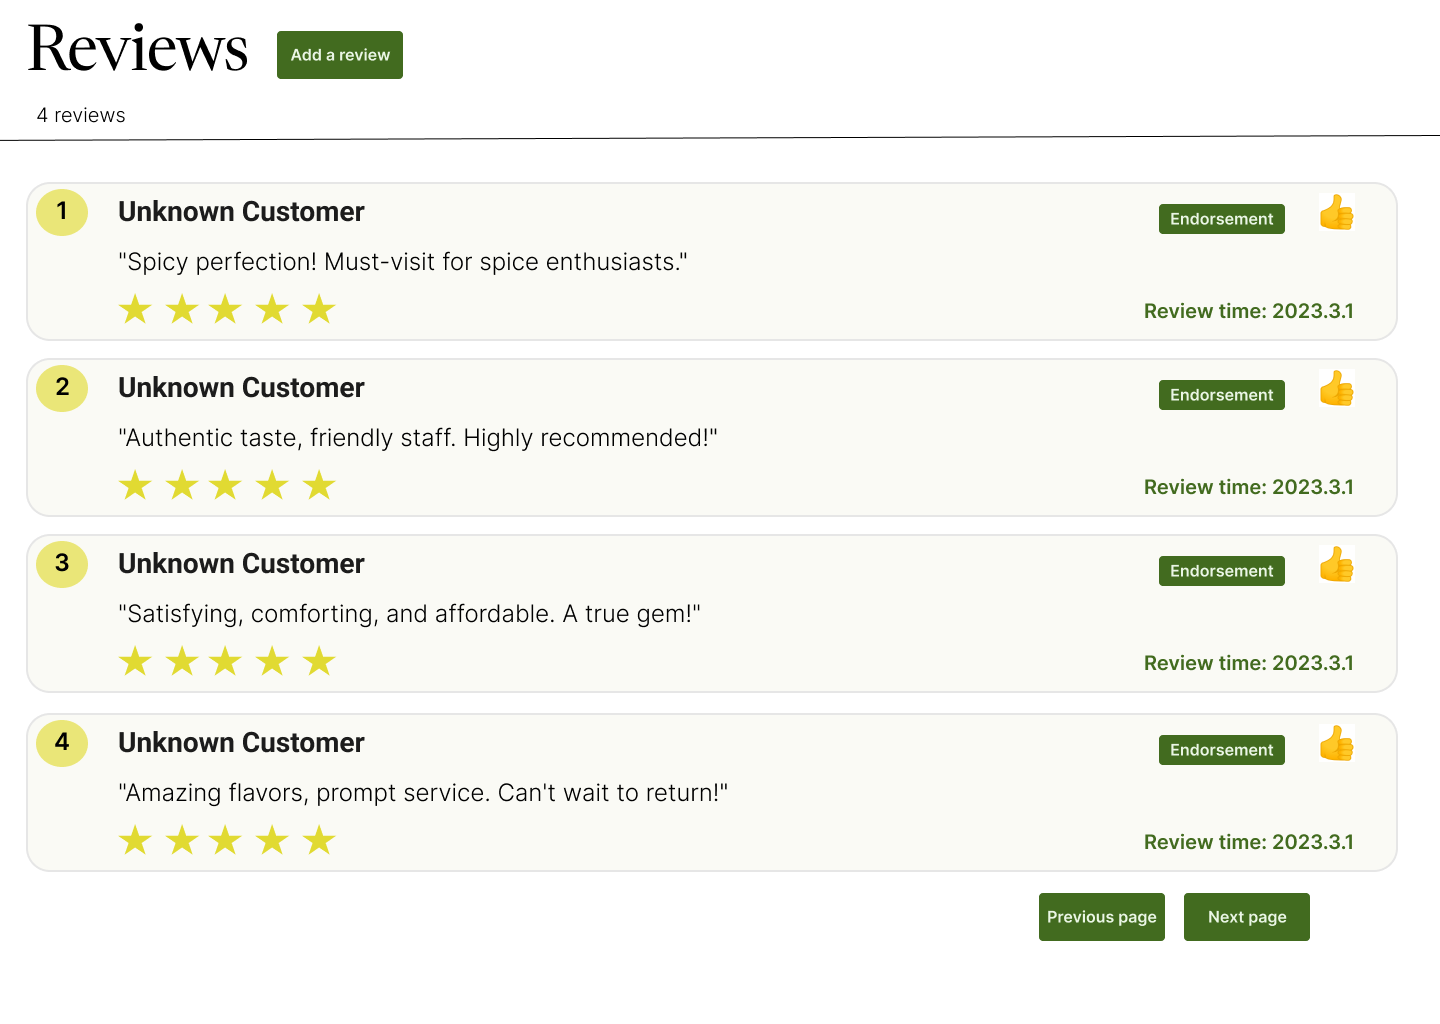 Reviews
Add a review
4 reviews
1
Unknown Customer
Endorsement
"Spicy perfection! Must-visit for spice enthusiasts."
Review time: 2023.3.1
2
Unknown Customer
Endorsement
"Authentic taste, friendly staff. Highly recommended!"
Review time: 2023.3.1
3
Unknown Customer
Endorsement
"Satisfying, comforting, and affordable. A true gem!"
Review time: 2023.3.1
4
Unknown Customer
Endorsement
"Amazing flavors, prompt service. Can't wait to return!"
Review time: 2023.3.1
Previous page
Next page